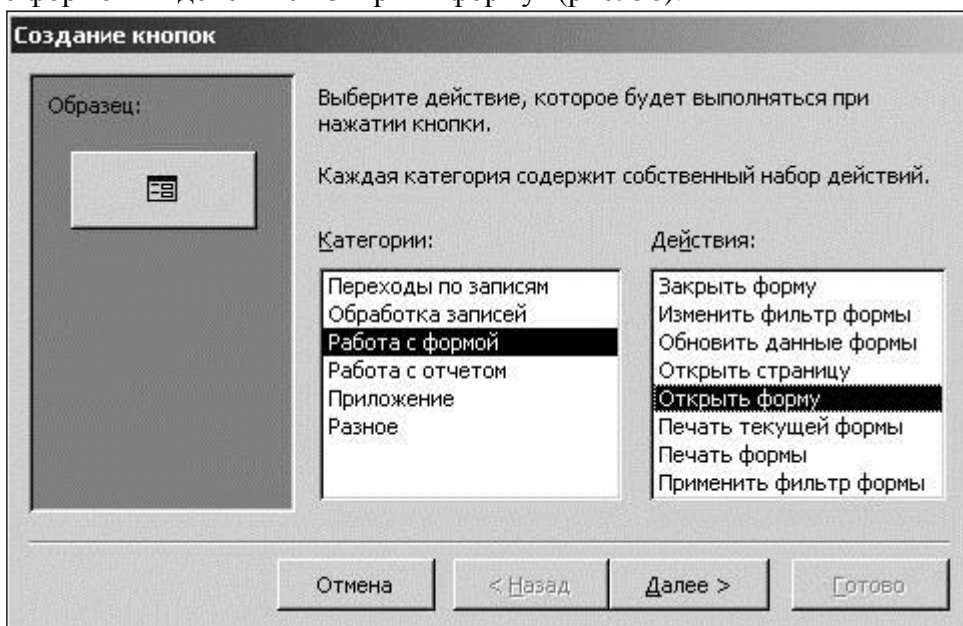 Создание кнопок
Образец:
Выберите действие, которое будет выполняться при
нажатии кнопки.
Каждая категория содержит собственный набор действий.
Категории:
Переходы по записям
Обработка записей
Работа с формой
Работа с отчетом
Приложение
Разное
Действия:
Закрыть форму
Изменить фильтр формы
Обновить данные формы
Открыть страницу
Открыть форму
Печать текущей формы
Печать формы
Применить фильтр формы
Отмена
< Назад
Далее >
Готово